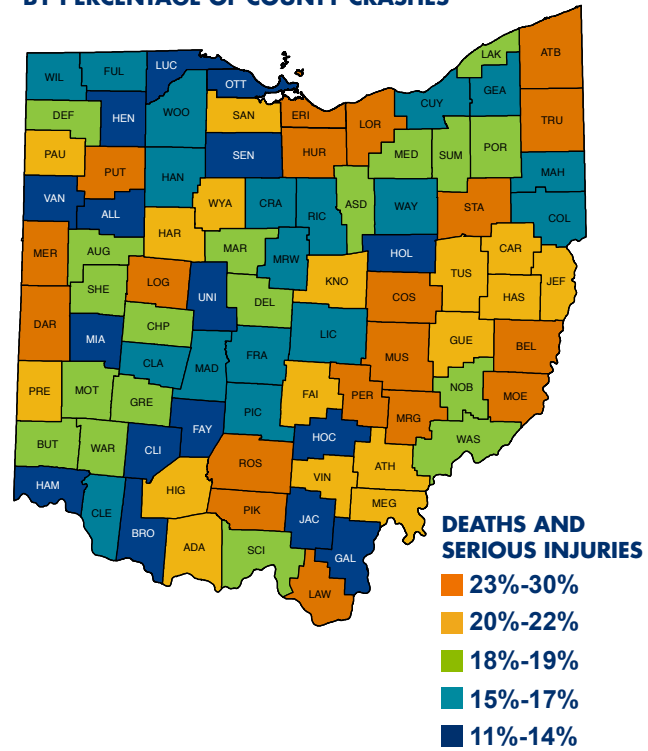 BY PERCENTAGE OF COUNTY CRASHES
WIL FUL LUC OTT LAK ATB
DEF HEN WOO SAN ERI LOR CUY GEA TRU
PAU PUT HAN SEN HUR MED SUM POR MAH
VAN ALL WYA CRA RIC ASD WAY STA COL
MER AUG HAR MAR MRW HOL TUS CAR JEF
SHE LOG UNI DEL KNO COS HAS
DAR MIA CHP LIC MUS GUE BEL
CLA MAD FRA
PRE MOT GRE PIC FAI PER MRG NOB MOE
BUT WAR CLI FAY HOC WAS
HAM CLE HIG ROS VIN ATH
BRO PIK JAC MEG
ADA SCI GAL
LAW
DEATHS AND
SERIOUS INJURIES
23%-30%
20%-22%
18%-19%
15%-17%
11%-14%